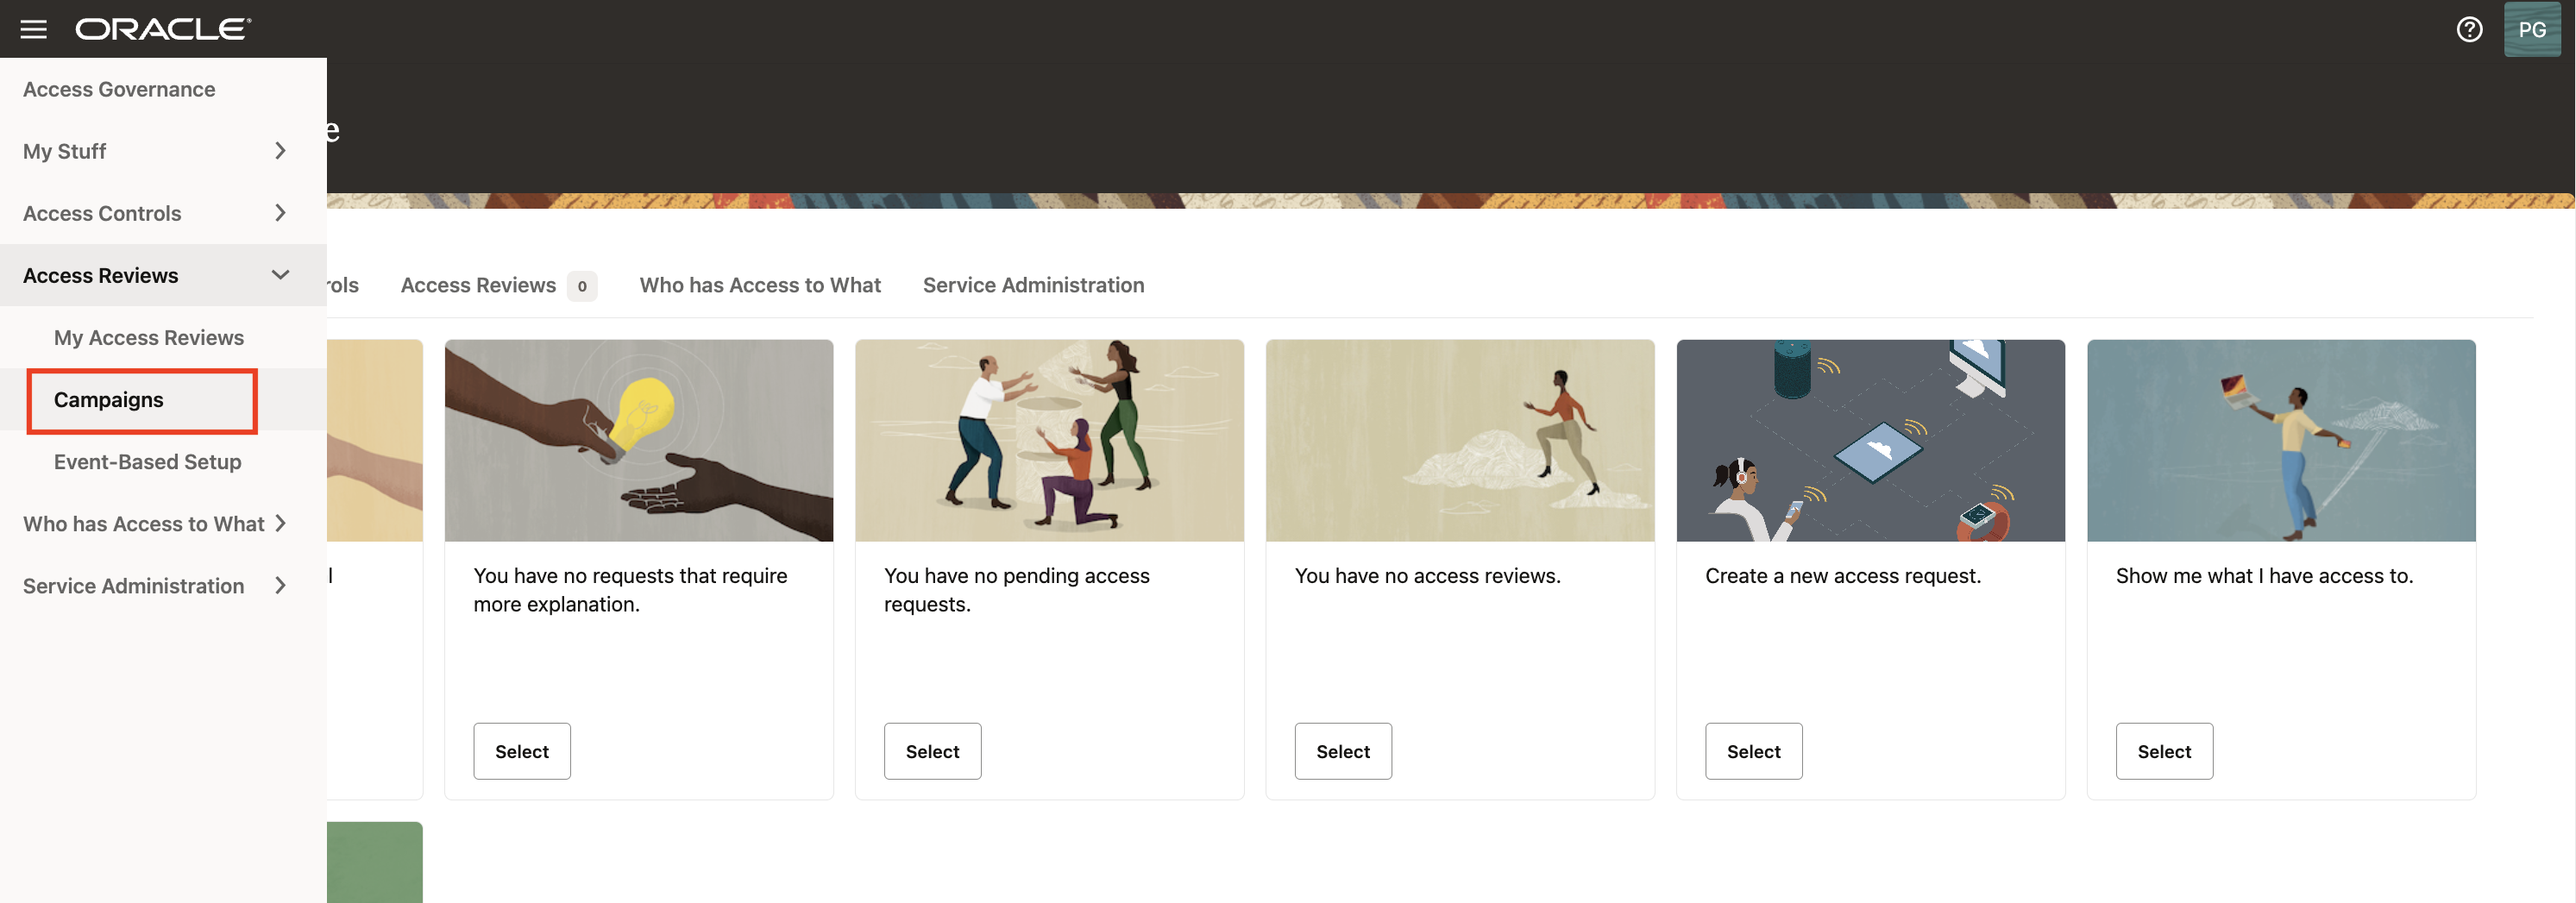 ORACLE
PG
Access Governance
My Stuff
Access Controls
Access Reviews
My Access Reviews
Campaigns
Event-Based Setup
Who has Access to What
Service Administration
e
rols
Access Reviews 0
Who has Access to What
Service Administration
l
You have no requests that require
more explanation.
Select
You have no pending access
requests.
Select
You have no access reviews.
Select
Create a new access request.
Select
Show me what I have access to.
Select